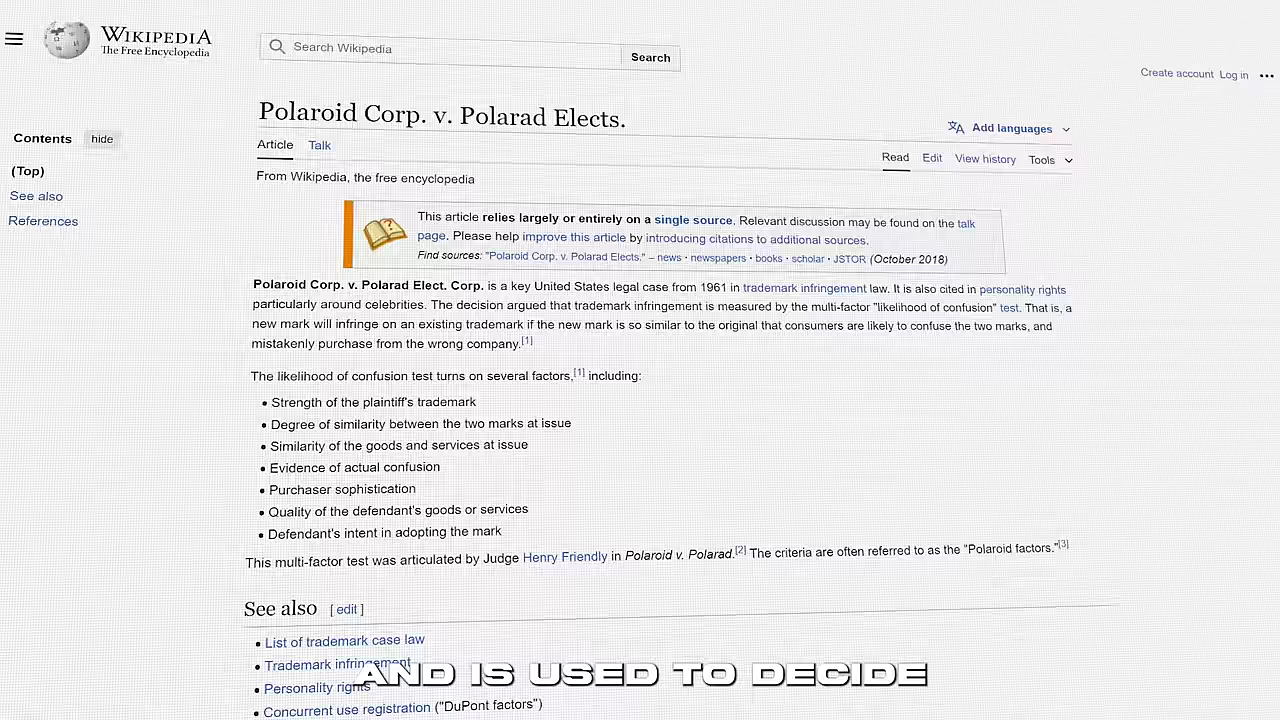 WIKIPEDIA
The Free Encyclopedia
Search Wikipedia
Search
Create account Log in
Polaroid Corp. v. Polarad Elects.
Add languages
Contents hide
Article Talk
Read Edit View history Tools
(Top)
From Wikipedia, the free encyclopedia
See also
References
This article relies largely or entirely on a single source. Relevant discussion may be found on the talk
page. Please help improve this article by introducing citations to additional sources.
Find sources: "Polaroid Corp. v. Polarad Elects." – news · newspapers · books · scholar · JSTOR (October 2018)
Polaroid Corp. v. Polarad Elect. Corp. is a key United States legal case from 1961 in trademark infringement law. It is also cited in personality rights
particularly around celebrities. The decision argued that trademark infringement is measured by the multi-factor "likelihood of confusion" test. That is, a
new mark will infringe on an existing trademark if the new mark is so similar to the original that consumers are likely to confuse the two marks, and
mistakenly purchase from the wrong company.[1]
The likelihood of confusion test turns on several factors,[1] including:
• Strength of the plaintiff's trademark
• Degree of similarity between the two marks at issue
• Similarity of the goods and services at issue
• Evidence of actual confusion
• Purchaser sophistication
• Quality of the defendant's goods or services
• Defendant's intent in adopting the mark
This multi-factor test was articulated by Judge Henry Friendly in Polaroid v. Polarad.[2] The criteria are often referred to as the "Polaroid factors."[3]
See also [ edit ]
• List of trademark case law
• Trademark infringement
• Personality rights
• Concurrent use registration ("DuPont factors")
AND IS USED TO DECIDE